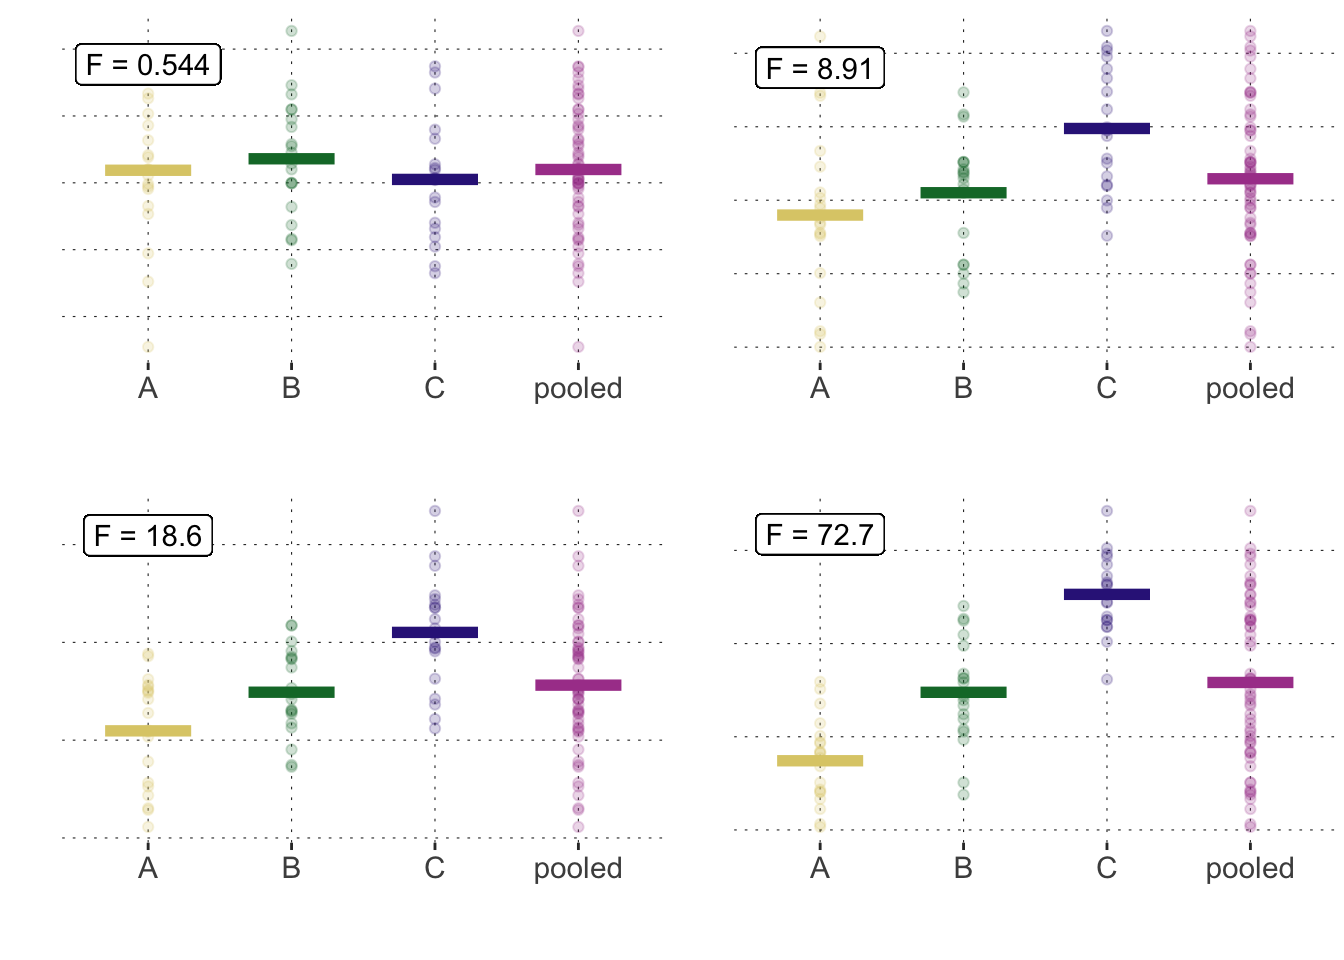 F = 0.544
A B C pooled
F = 8.91
A B C pooled
F = 18.6
A B C pooled
F = 72.7
A B C pooled